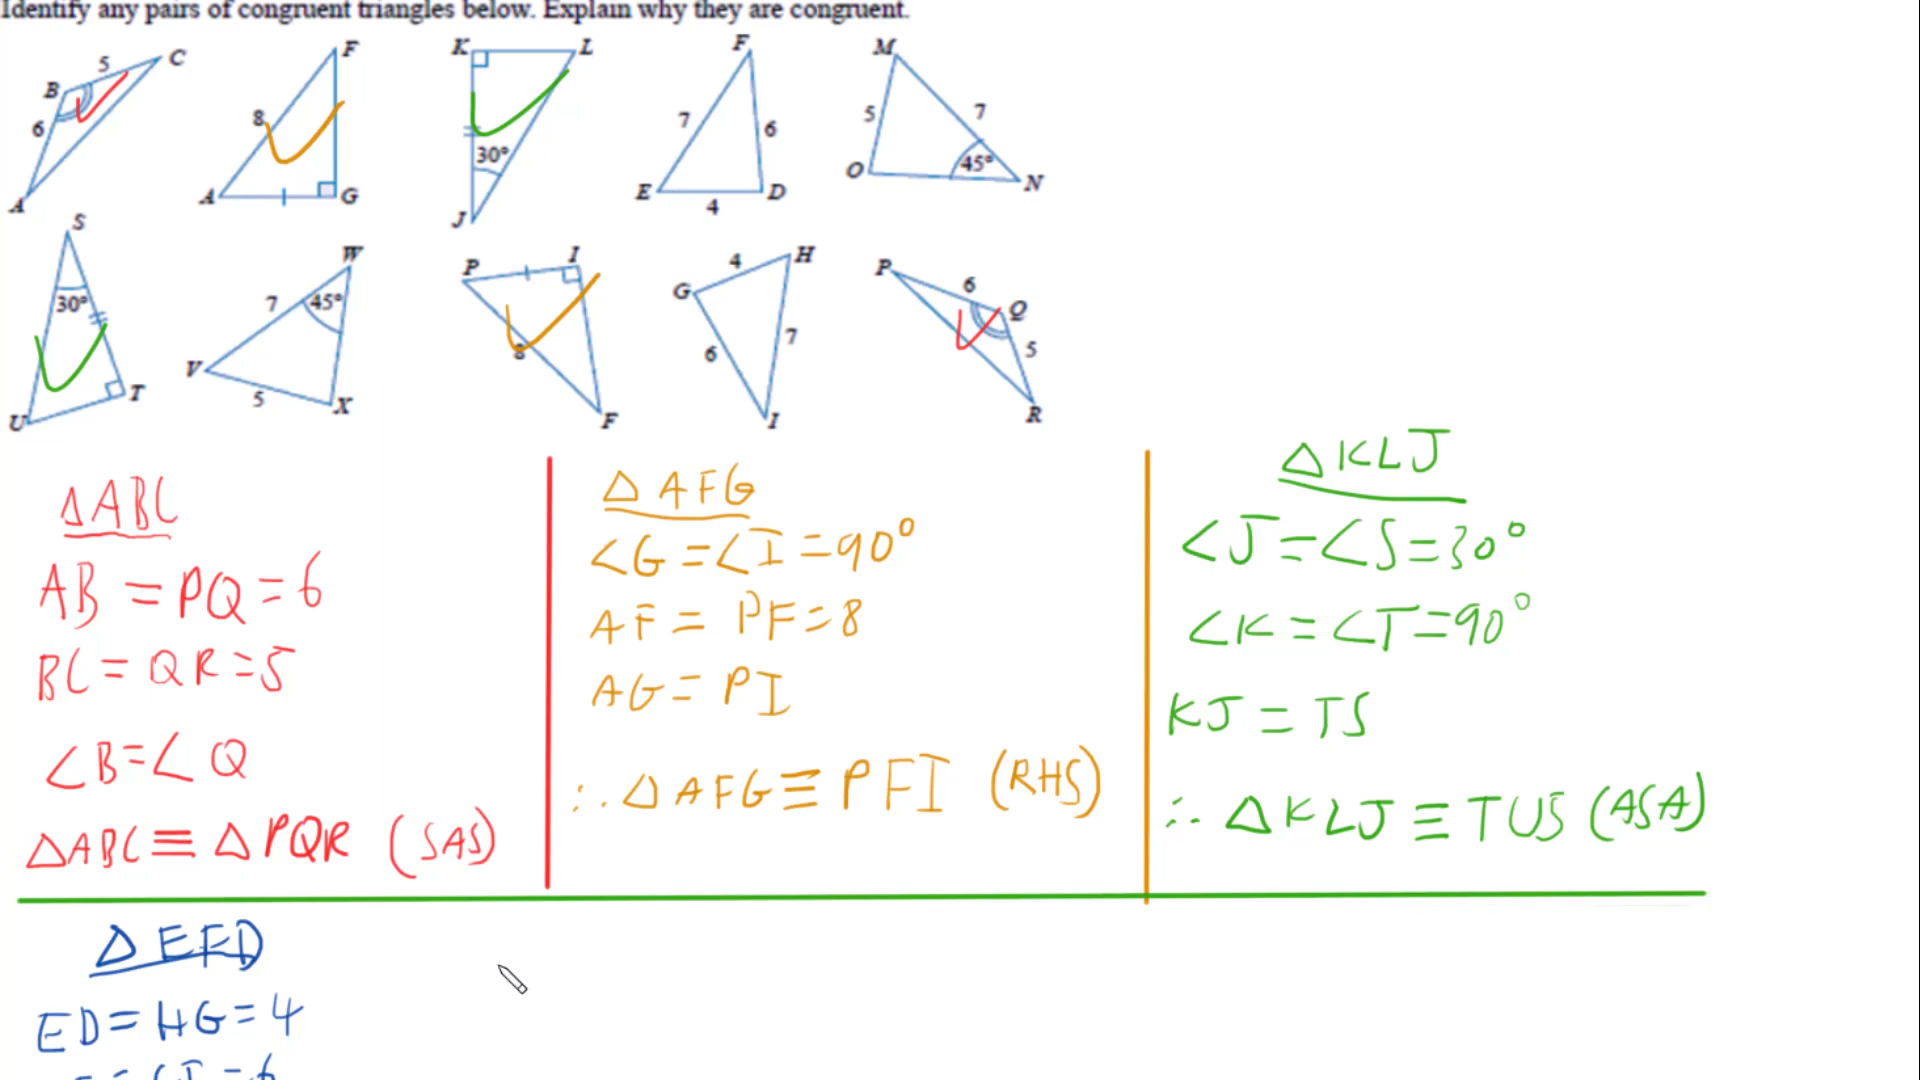 Identify any pairs of congruent triangles below. Explain why they are congruent.
B 5 C
6
A
F
8
A G
K L
30°
J
F
7 6
E D
4
M
5 7
O 45° N
S
30°
T
U
W
7 45°
V
5 X
P I
8
F
4 H
G
6 7
I
P 6
Q
5
R
△ABC
AB = PQ = 6
BC = QR = 5
∠B = ∠Q
△ABC ≡ △PQR (SAS)
△AFG
∠G = ∠I = 90°
AF = PF = 8
AG = PI
∴ △AFG ≡ PFI (RHS)
△KLJ
∠J = ∠S = 30°
∠K = ∠T = 90°
KJ = TS
∴ △KLJ ≡ TUS (ASA)
△EFD
ED = HG = 4